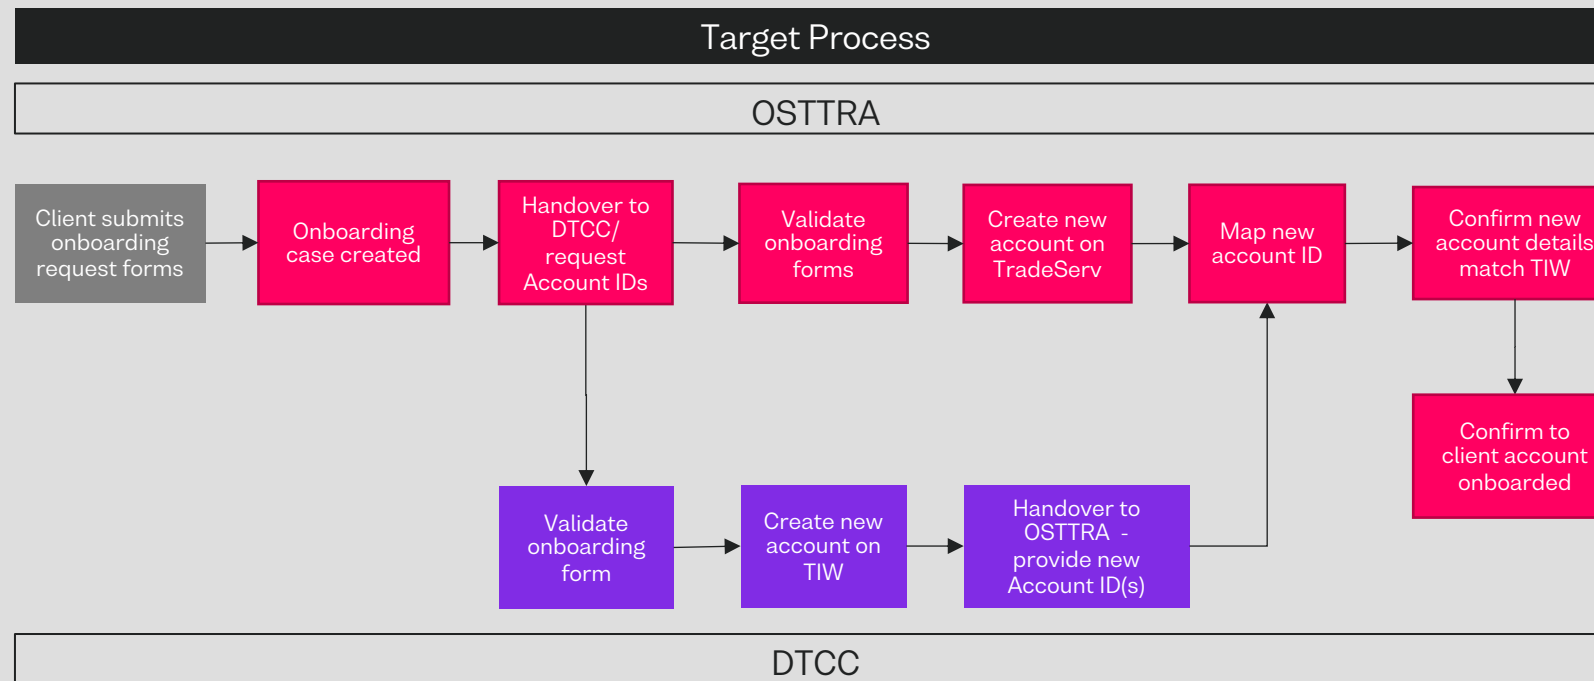 Target Process
OSTTRA
Client submits
onboarding
request forms
Onboarding
case created
Handover to
DTCC/
request
Account IDs
Validate
onboarding
forms
Create new
account on
TradeServ
Map new
account ID
Confirm new
account details
match TIW
Confirm to
client account
onboarded
Validate
onboarding
form
Create new
account on
TIW
Handover to
OSTTRA -
provide new
Account ID(s)
DTCC